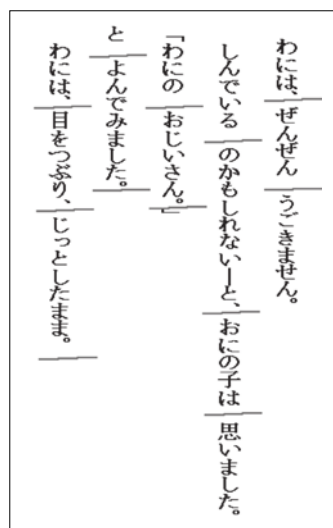 わには、ぜんぜん うごきません。
しんでいる のかもしれないーと、おにの子は 思いました。
「わにの おじいさん。」
と よんでみました。
わには、目をつぶり、じっとしたまま。